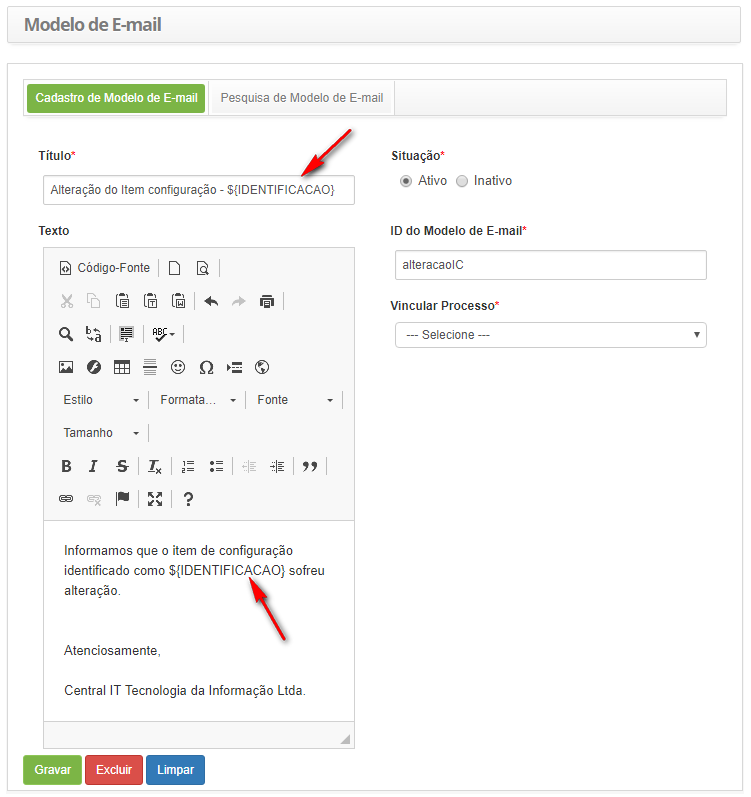 Modelo de E-mail
Cadastro de Modelo de E-mail
Pesquisa de Modelo de E-mail
Título*
Alteração do Item configuração - ${IDENTIFICACAO}
Situação*
Ativo
Inativo
Texto
ID do Modelo de E-mail*
alteracaoIC
Vincular Processo*
--- Selecione ---
Código-Fonte
ABC
Estilo
Formata...
Fonte
Tamanho
B I S Tx
?
Informamos que o item de configuração
identificado como ${IDENTIFICACAO} sofreu
alteração.
Atenciosamente,
Central IT Tecnologia da Informação Ltda.
Gravar
Excluir
Limpar